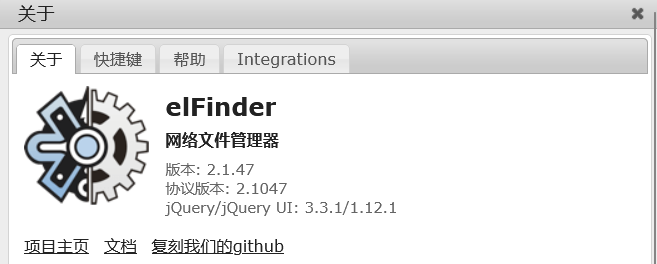 关于
关于 快捷键 帮助 Integrations
elFinder
网络文件管理器
版本: 2.1.47
协议版本: 2.1047
jQuery/jQuery UI: 3.3.1/1.12.1
项目主页 文档 复刻我们的github